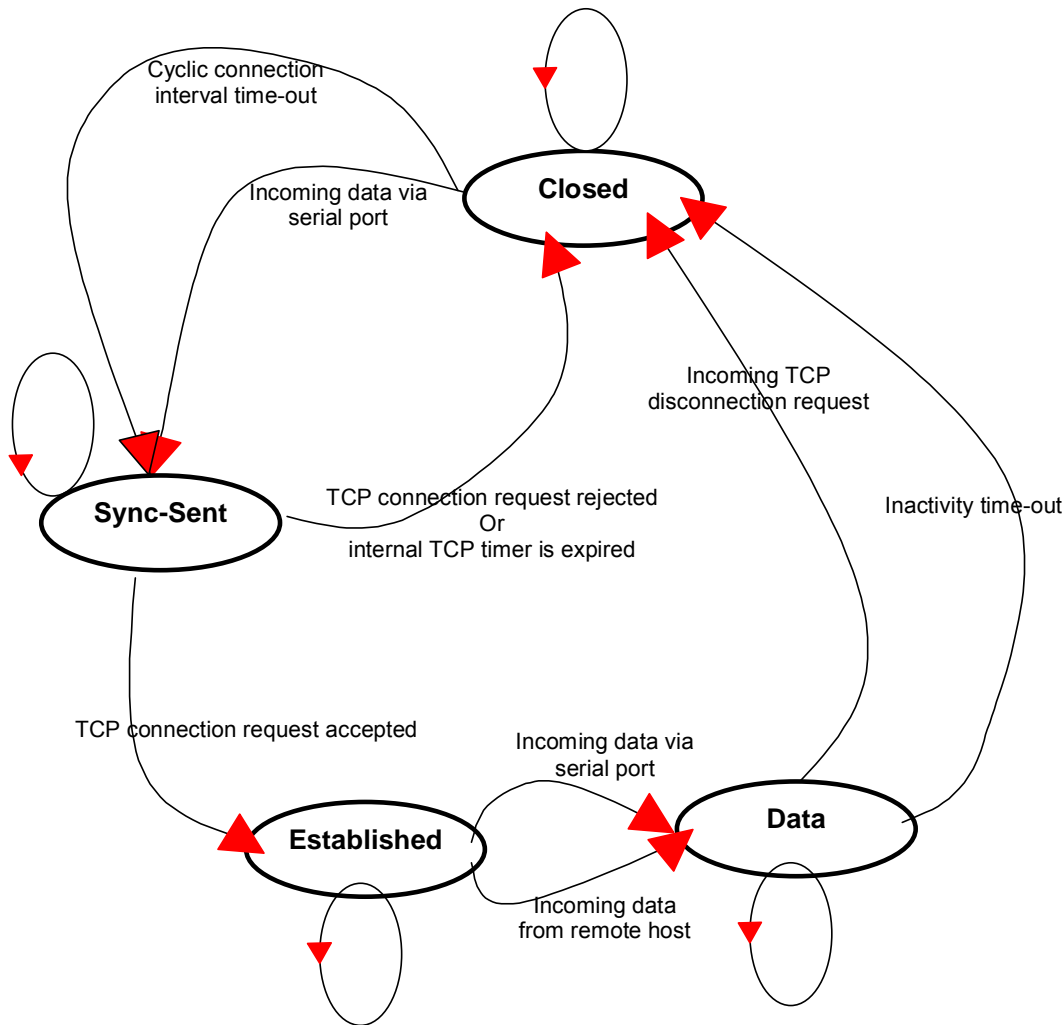 Cyclic connection
interval time-out
Closed
Incoming data via
serial port
Incoming TCP
disconnection request
Sync-Sent
TCP connection request rejected
Or
internal TCP timer is expired
Inactivity time-out
TCP connection request accepted
Incoming data via
serial port
Established
Data
Incoming data
from remote host